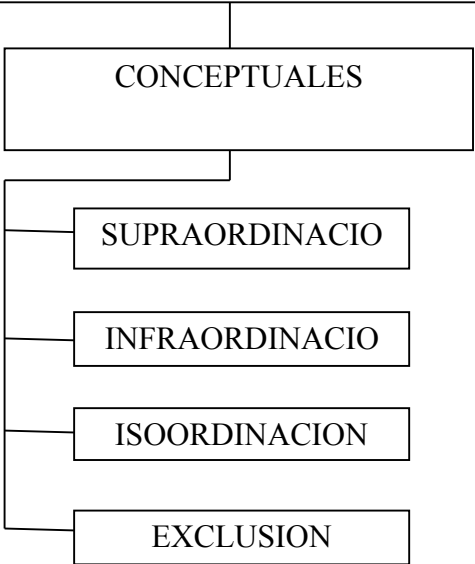 CONCEPTUALES
SUPRAORDINACIO
INFRAORDINACIO
ISOORDINACION
EXCLUSION